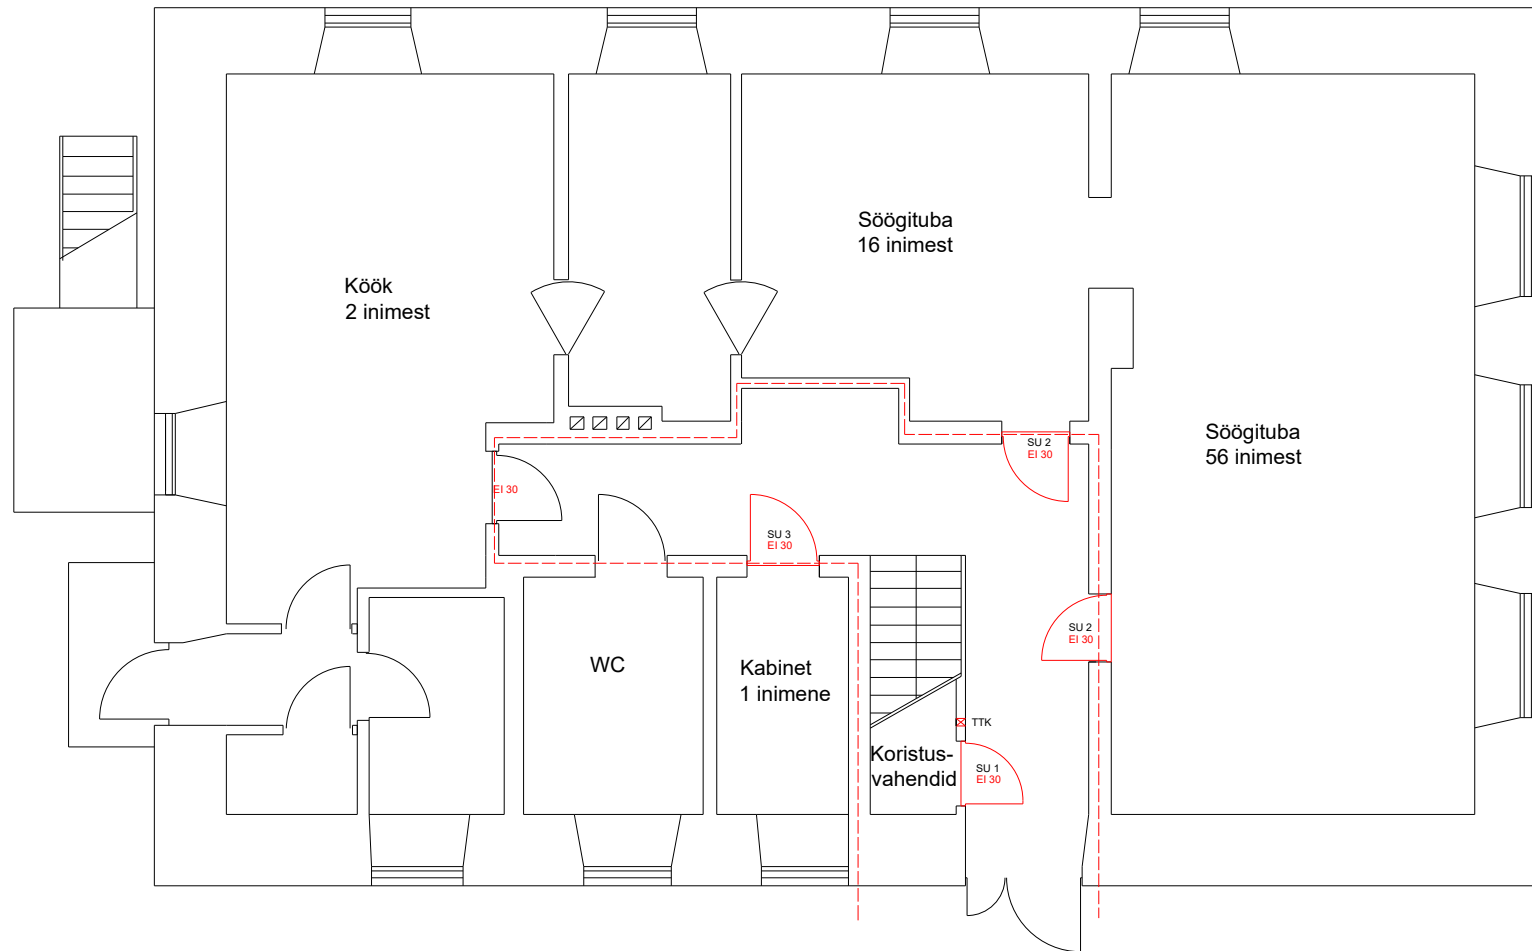 Söögituba
16 inimest
Köök
2 inimest
Söögituba
56 inimest
SU 2
EI 30
EI 30
SU 3
EI 30
SU 2
EI 30
WC
Kabinet
1 inimene
TTK
Koristus-
vahendid
SU 1
EI 30